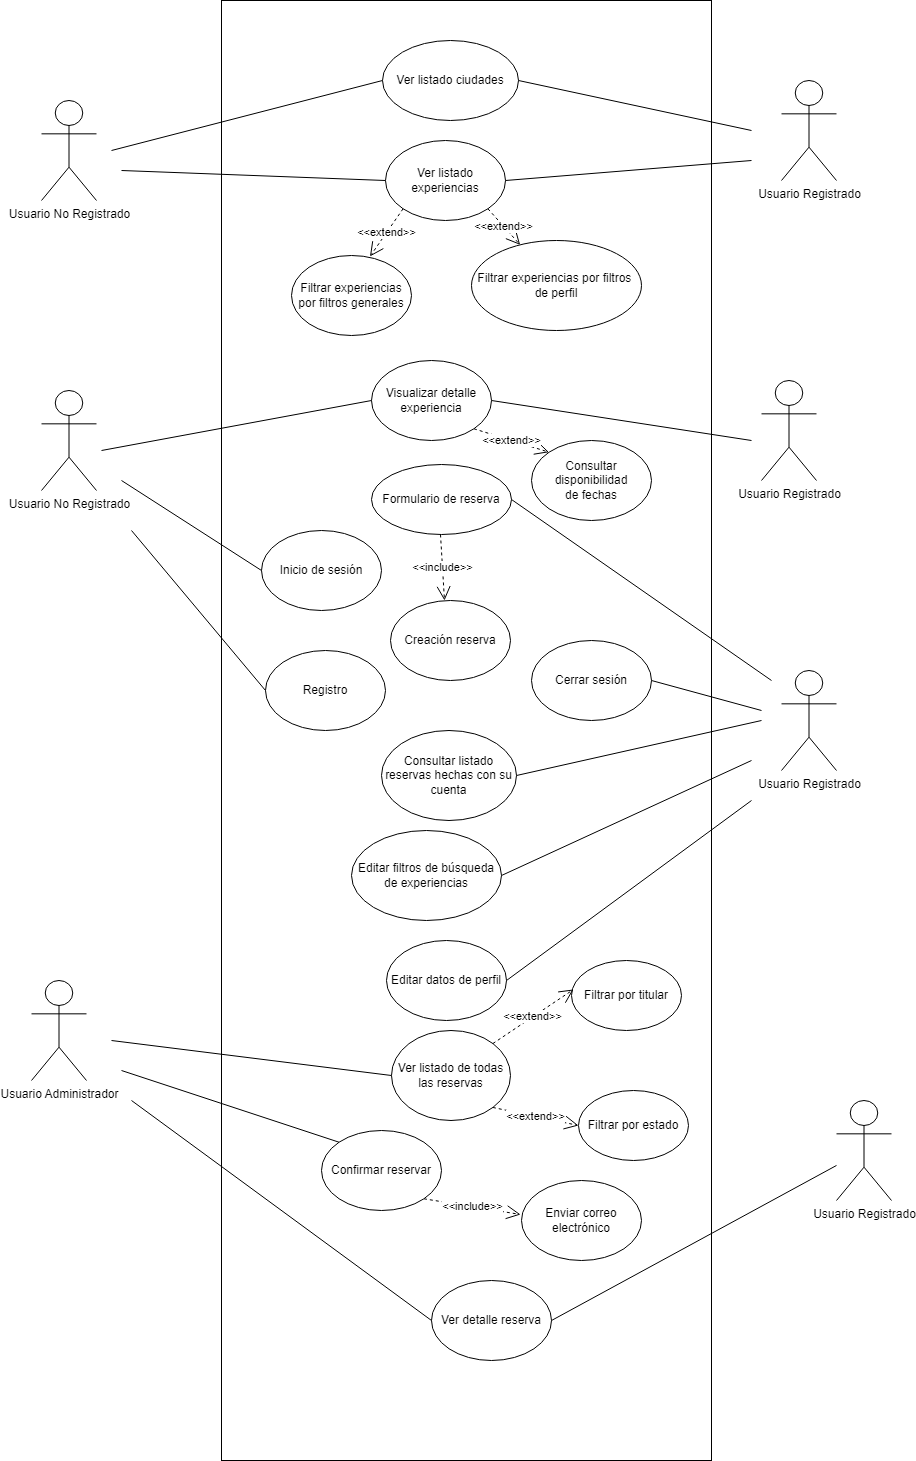 Ver listado ciudades
Usuario No Registrado
Usuario Registrado
Ver listado
experiencias
<<extend>>
<<extend>>
Filtrar experiencias
por filtros generales
Filtrar experiencias por filtros
de perfil
Visualizar detalle
experiencia
Usuario No Registrado
Usuario Registrado
<<extend>>
Consultar
disponibilidad
de fechas
Formulario de reserva
Inicio de sesión
<<include>>
Creación reserva
Registro
Cerrar sesión
Usuario Registrado
Consultar listado
reservas hechas con su
cuenta
Editar filtros de búsqueda
de experiencias
Editar datos de perfil
<<extend>>
Filtrar por titular
Usuario Administrador
Ver listado de todas
las reservas
<<extend>>
Filtrar por estado
Confirmar reservar
<<include>>
Enviar correo
electrónico
Usuario Registrado
Ver detalle reserva